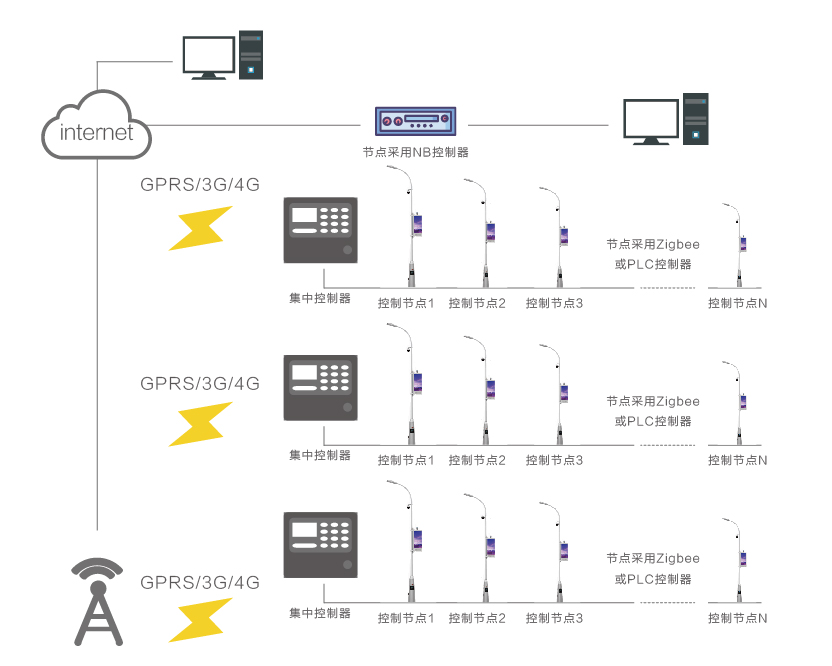 internet
节点采用NB控制器
GPRS/3G/4G
节点采用Zigbee
或PLC控制器
集中控制器
控制节点1
控制节点2
控制节点3
控制节点N
GPRS/3G/4G
节点采用Zigbee
或PLC控制器
集中控制器
控制节点1
控制节点2
控制节点3
控制节点N
GPRS/3G/4G
节点采用Zigbee
或PLC控制器
集中控制器
控制节点1
控制节点2
控制节点3
控制节点N